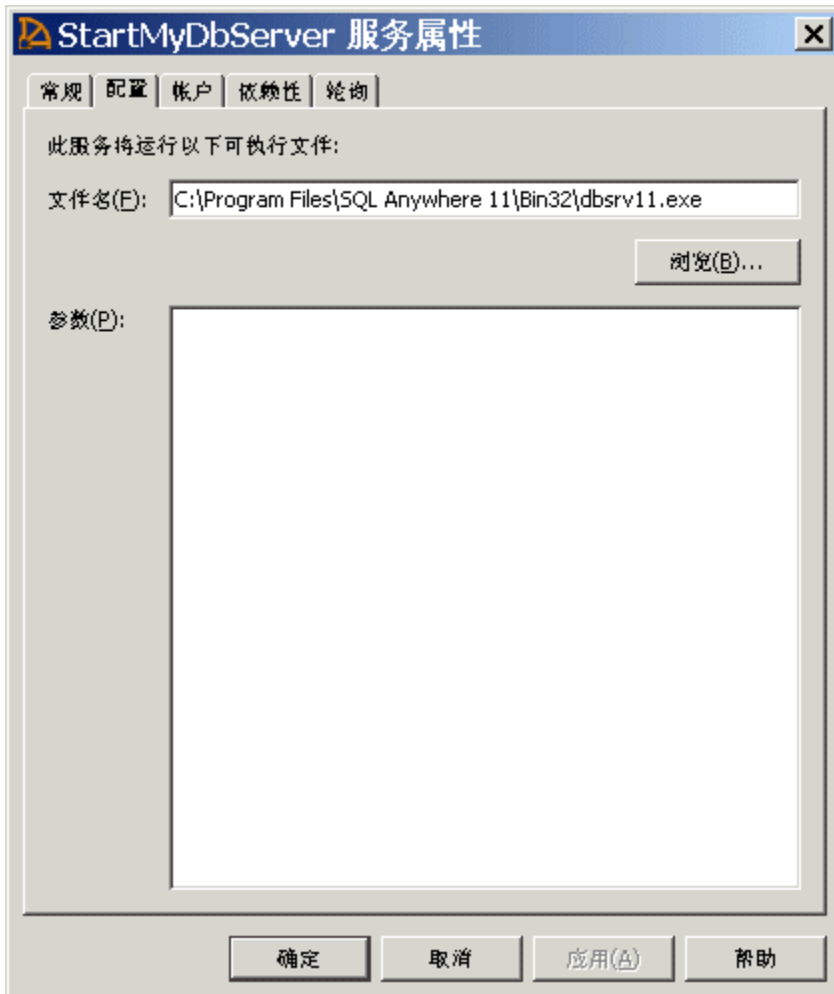 StartMyDbServer 服务属性
常规 配置 帐户 依赖性 轮询
此服务将运行以下可执行文件:
文件名(F): C:\Program Files\SQL Anywhere 11\Bin32\dbsrv11.exe
浏览(B)...
参数(P):
确定 取消 应用(A) 帮助